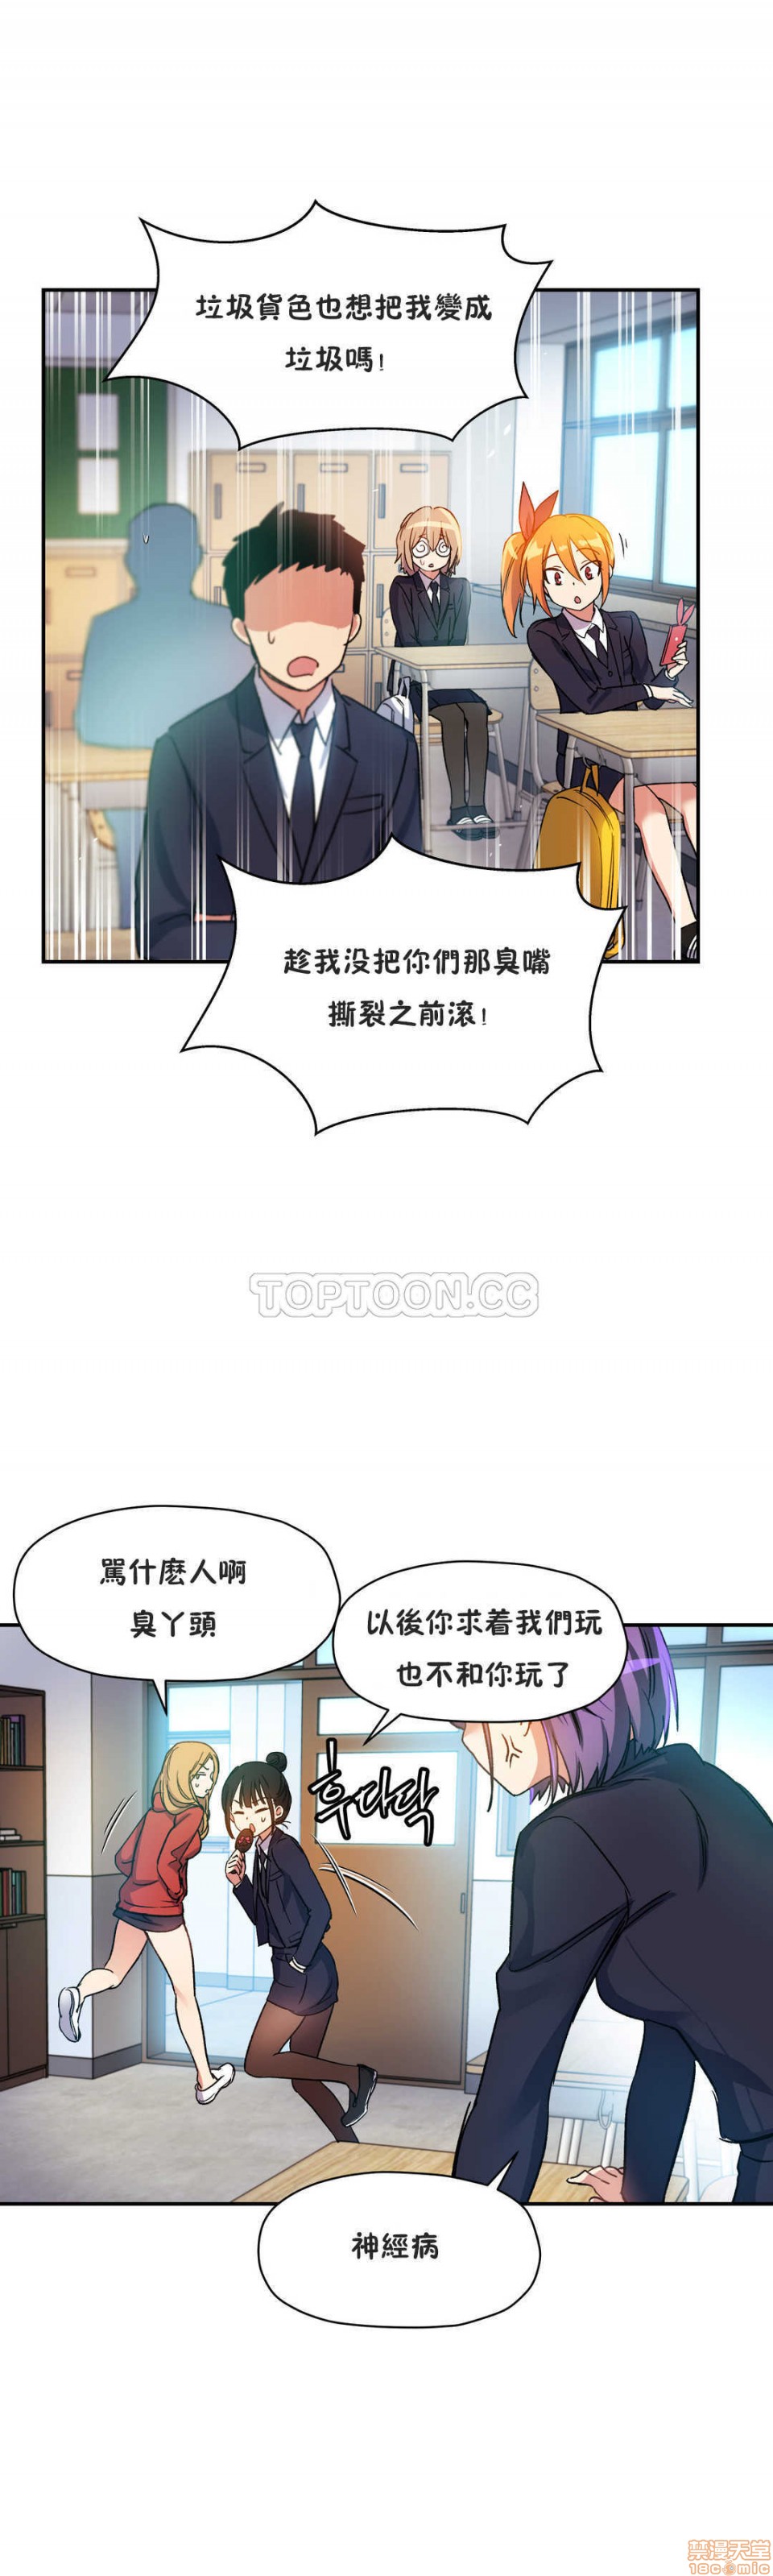 垃圾貨色也想把我變成
垃圾嗎!
趁我没把你們那臭嘴
撕裂之前滾!
TOPTOON.CC
罵什麽人啊
臭丫頭
以後你求着我們玩
也不和你玩了
후다닥
神經病
禁漫天堂
18comic